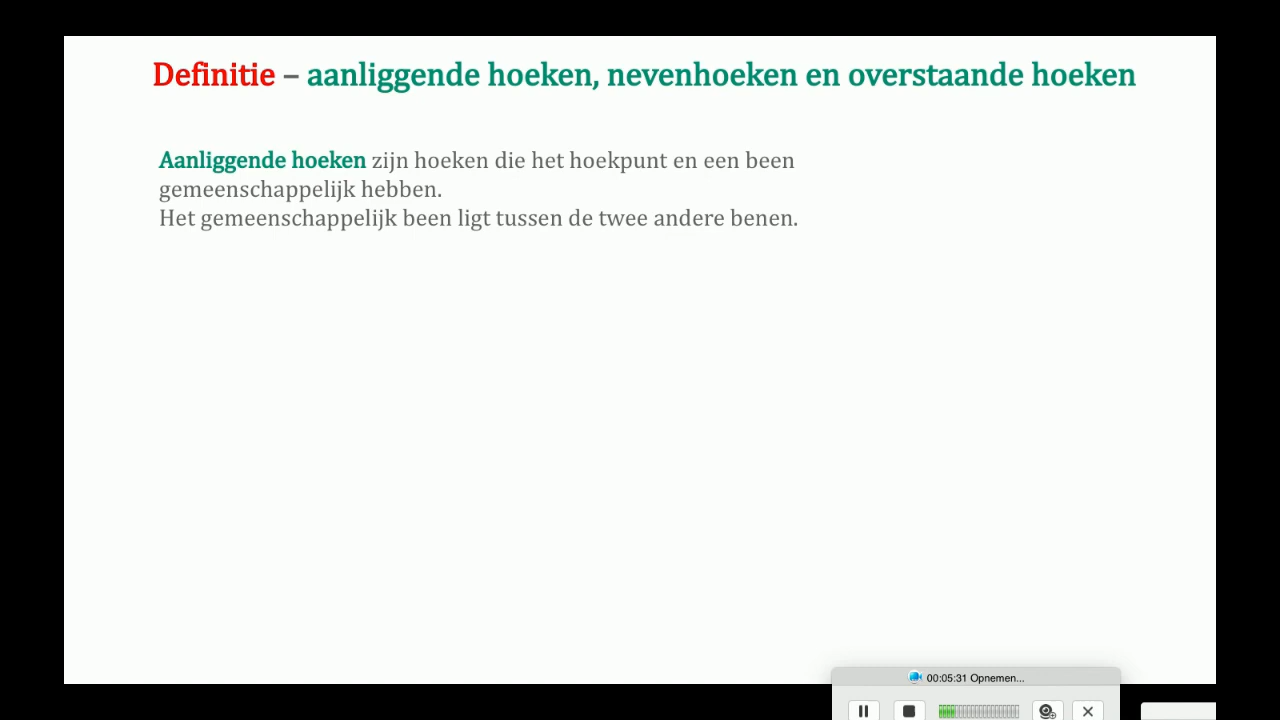 Definitie – aanliggende hoeken, nevenhoeken en overstaande hoeken
Aanliggende hoeken zijn hoeken die het hoekpunt en een been
gemeenschappelijk hebben.
Het gemeenschappelijk been ligt tussen de twee andere benen.
00:05:31 Opnemen...